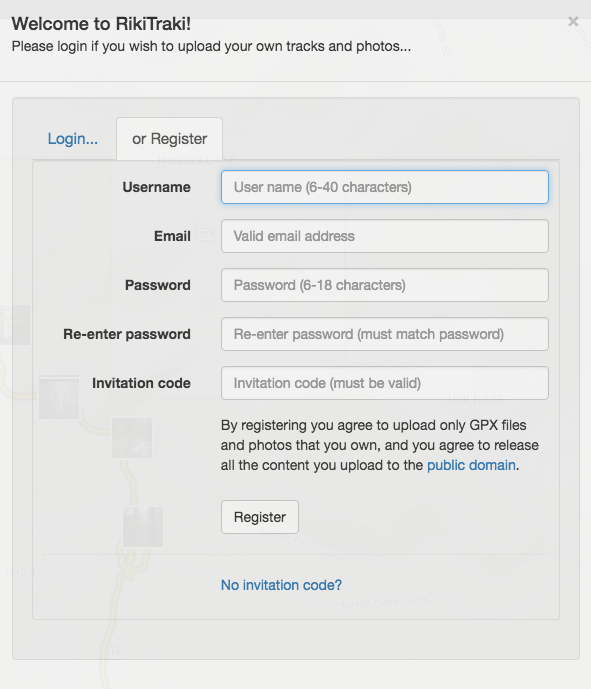 Welcome to RikiTraki!
×
Please login if you wish to upload your own tracks and photos...
Login...
or Register
Username
User name (6-40 characters)
Email
Valid email address
Password
Password (6-18 characters)
Re-enter password
Re-enter password (must match password)
Invitation code
Invitation code (must be valid)
By registering you agree to upload only GPX files
and photos that you own, and you agree to release
all the content you upload to the public domain.
Register
No invitation code?